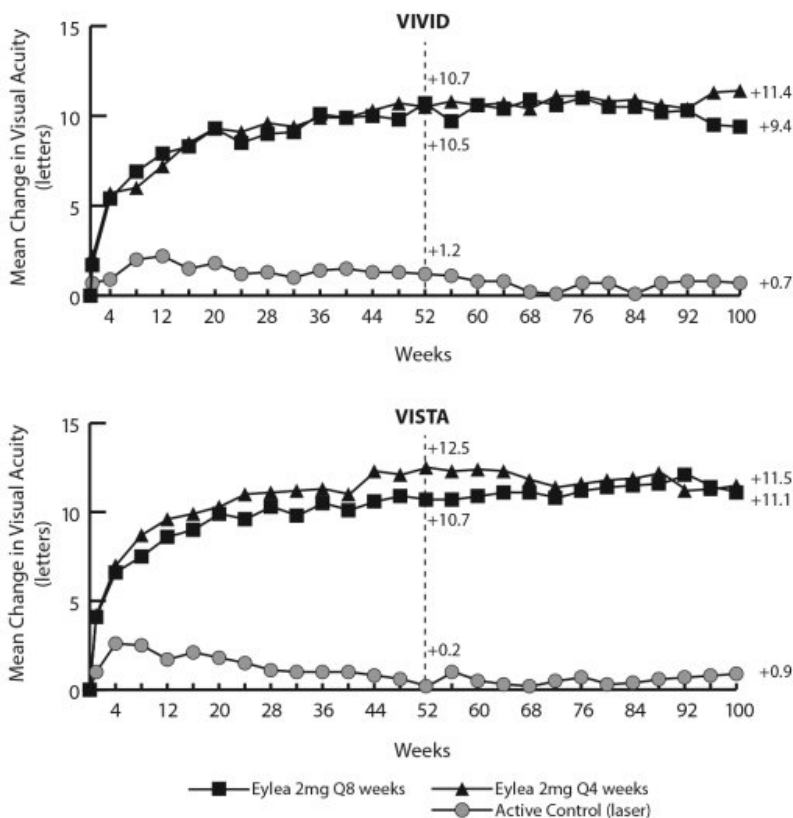 VIVID
Mean Change in Visual Acuity
(letters)
15
10
5
0
+10.7
+10.5
+1.2
+11.4
+9.4
+0.7
4 12 20 28 36 44 52 60 68 76 84 92 100
Weeks
VISTA
Mean Change in Visual Acuity
(letters)
15
10
5
0
+12.5
+10.7
+0.2
+11.5
+11.1
+0.9
4 12 20 28 36 44 52 60 68 76 84 92 100
Weeks
Eylea 2mg Q8 weeks Eylea 2mg Q4 weeks
Active Control (laser)